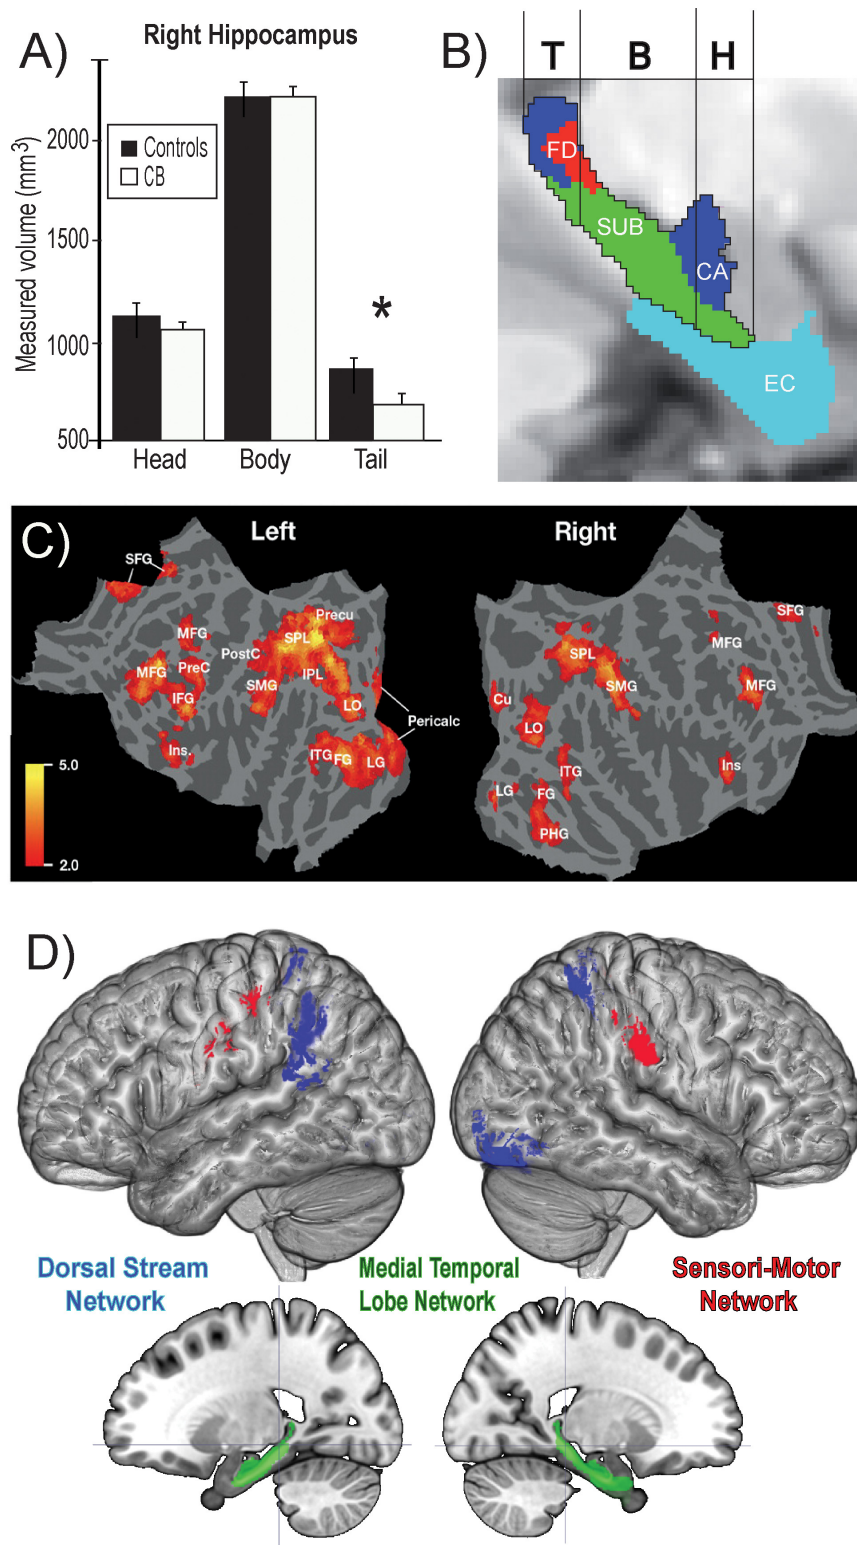 A)
Right Hippocampus
Measured volume (mm³)
2000
1500
1000
500
Controls
CB
*
Head Body Tail
B)
T B H
FD
SUB
CA
EC
C)
Left
Right
SFG
MFG
PreC
MFG
IFG
Ins.
PostC
SPL
Precu
SMG
IPL
LO
Pericalc
ITG
FG
LG
5.0
2.0
SFG
MFG
SPL
SMG
MFG
Cu
LO
ITG
Ins
LG
FG
PHG
D)
Dorsal Stream
Network
Medial Temporal
Lobe Network
Sensori-Motor
Network